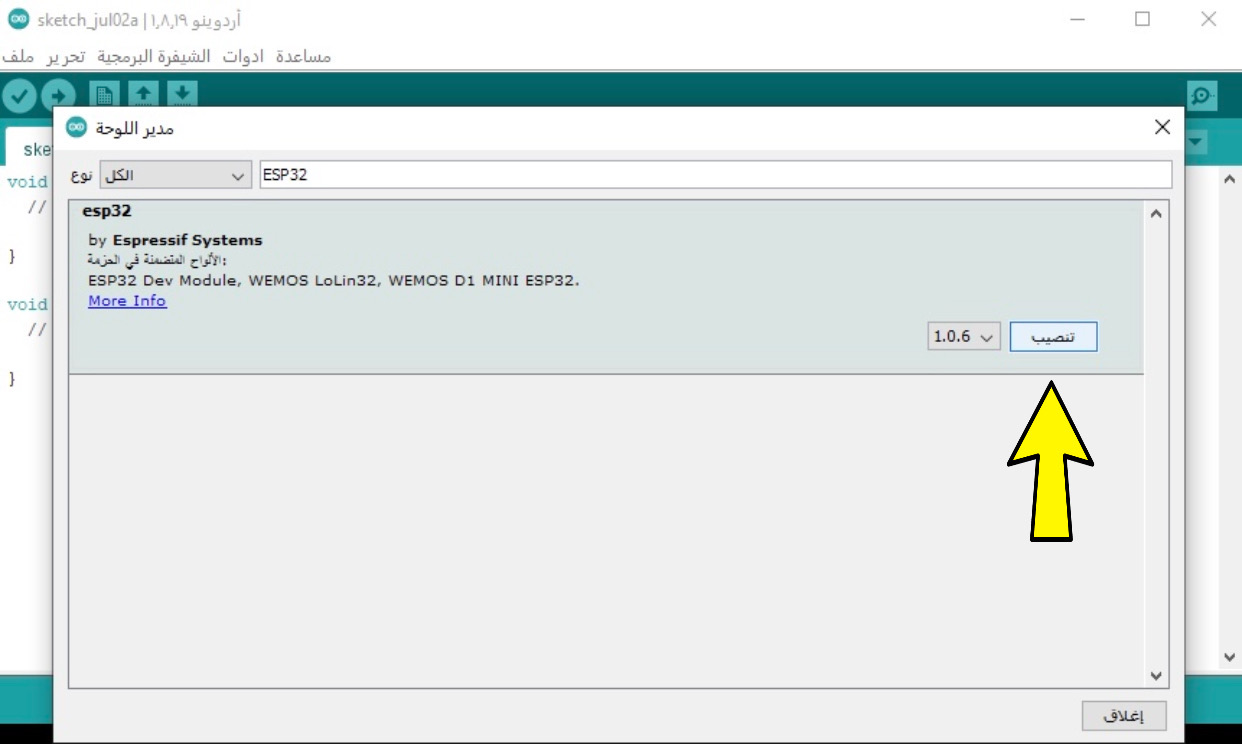 sketch_jul02a | أردوينو ١,٨,١٩
ملف تحرير الشيفرة البرمجية ادوات مساعدة
مدير اللوحة
ske
نوع الكل ESP32
void
//
}
void
//
}
esp32
by Espressif Systems
الألواح المتضمنة في الحزمة:
ESP32 Dev Module, WEMOS LoLin32, WEMOS D1 MINI ESP32.
More Info
1.0.6 تنصيب
إغلاق